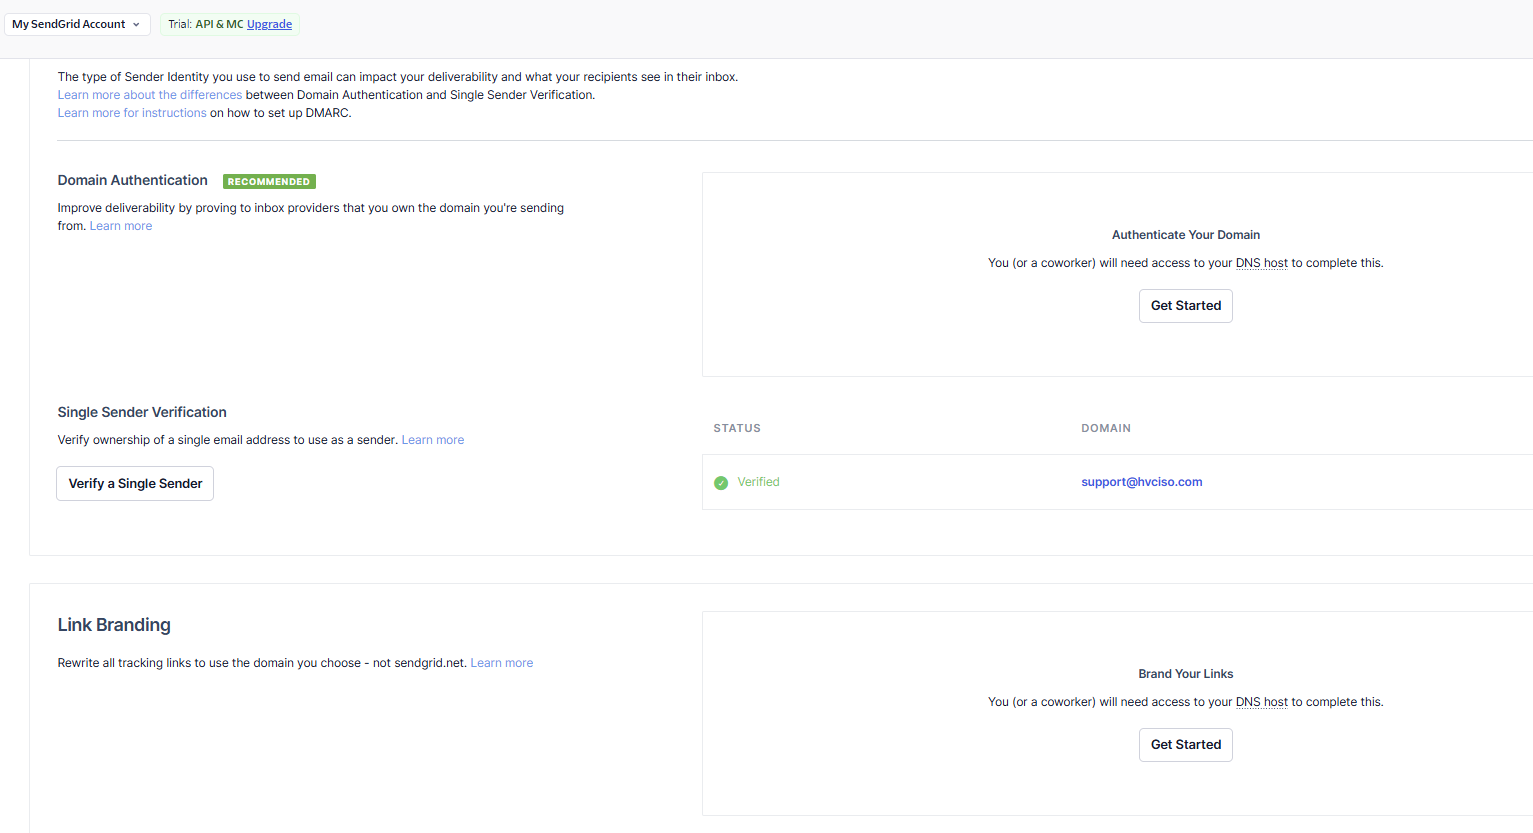 My SendGrid Account
Trial: API & MC Upgrade
The type of Sender Identity you use to send email can impact your deliverability and what your recipients see in their inbox.
Learn more about the differences between Domain Authentication and Single Sender Verification.
Learn more for instructions on how to set up DMARC.
Domain Authentication RECOMMENDED
Improve deliverability by proving to inbox providers that you own the domain you're sending
from. Learn more
Authenticate Your Domain
You (or a coworker) will need access to your DNS host to complete this.
Get Started
Single Sender Verification
Verify ownership of a single email address to use as a sender. Learn more
Verify a Single Sender
STATUS DOMAIN
Verified support@hvciso.com
Link Branding
Rewrite all tracking links to use the domain you choose - not sendgrid.net. Learn more
Brand Your Links
You (or a coworker) will need access to your DNS host to complete this.
Get Started